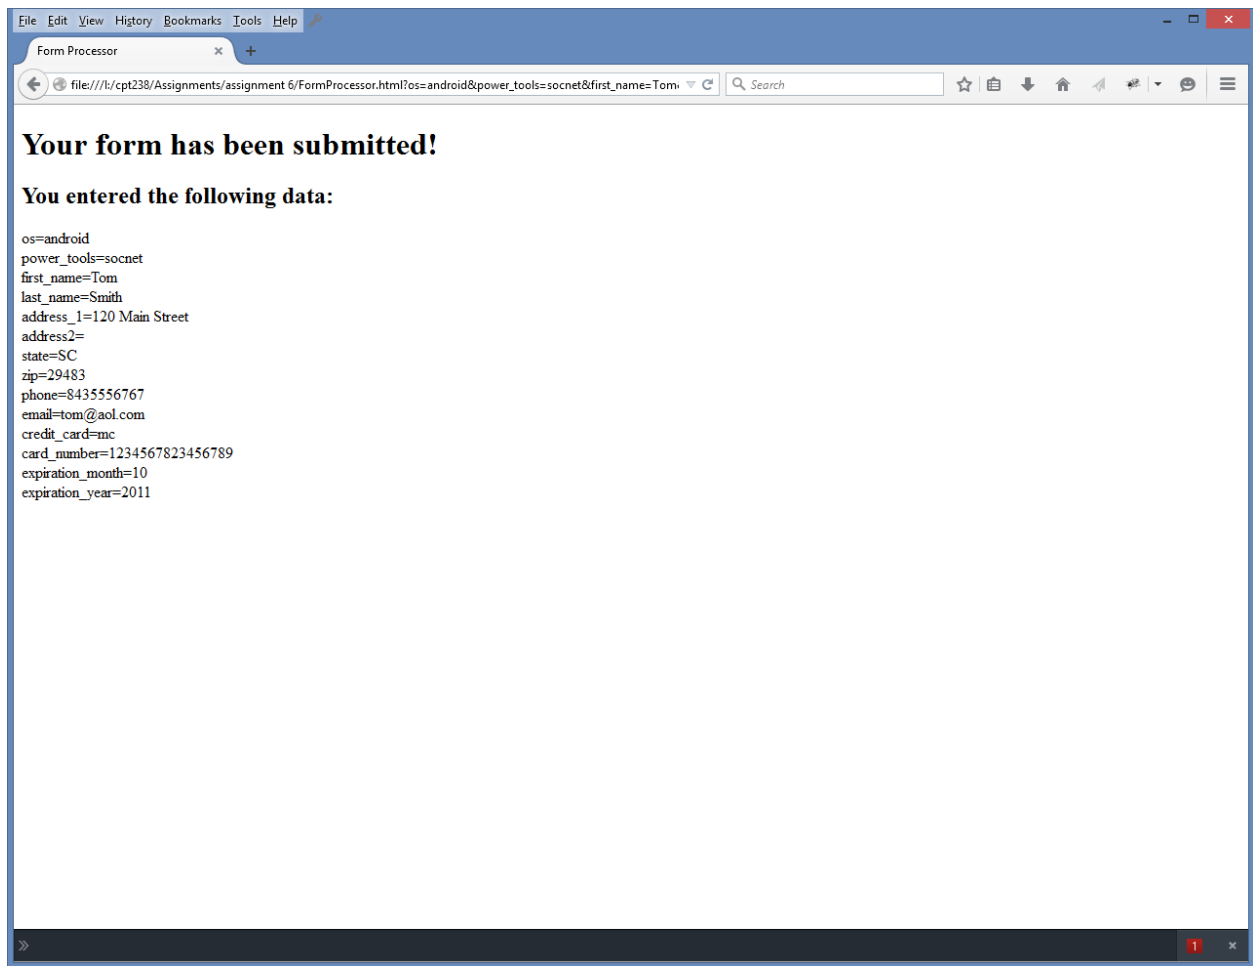 File Edit View History Bookmarks Tools Help
Form Processor
file:///I:/cpt238/Assignments/assignment 6/FormProcessor.html?os=android&power_tools=socnet&first_name=Tom
Search
Your form has been submitted!
You entered the following data:
os=android
power_tools=socnet
first_name=Tom
last_name=Smith
address_1=120 Main Street
address2=
state=SC
zip=29483
phone=8435556767
email=tom@aol.com
credit_card=mc
card_number=1234567823456789
expiration_month=10
expiration_year=2011
1